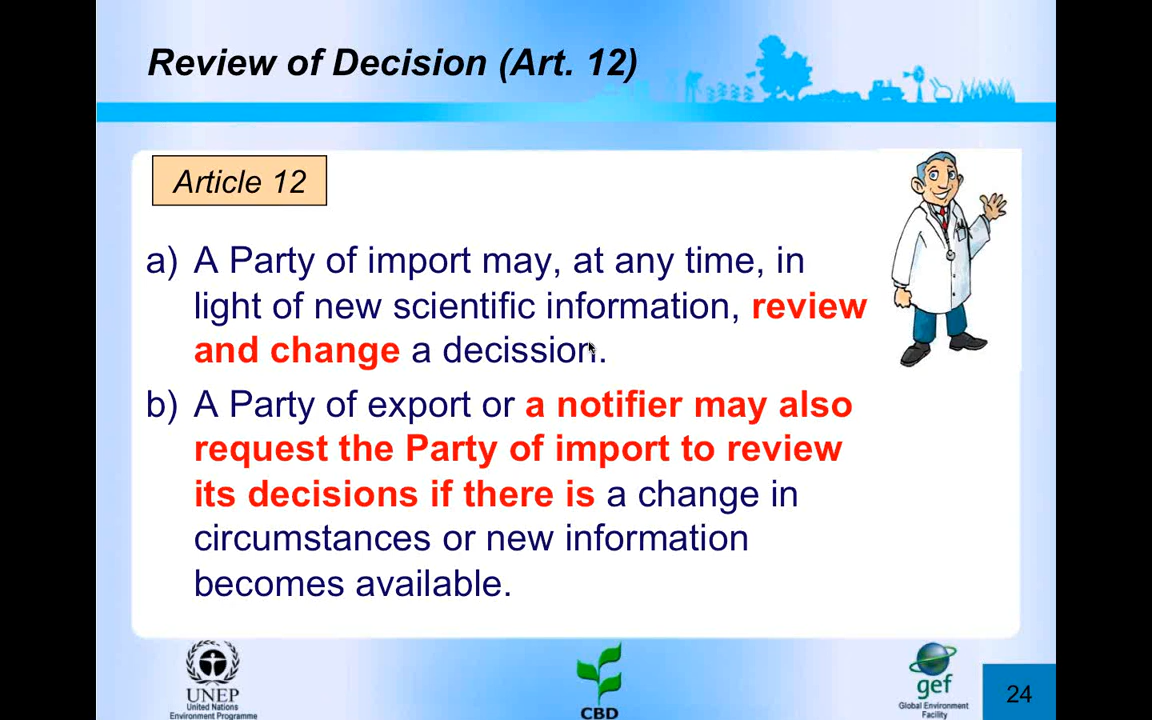 Review of Decision (Art. 12)
Article 12
a) A Party of import may, at any time, in
light of new scientific information, review
and change a decission.
b) A Party of export or a notifier may also
request the Party of import to review
its decisions if there is a change in
circumstances or new information
becomes available.
UNEP
United Nations
Environment Programme
CBD
gef
Global Environment
Facility
24